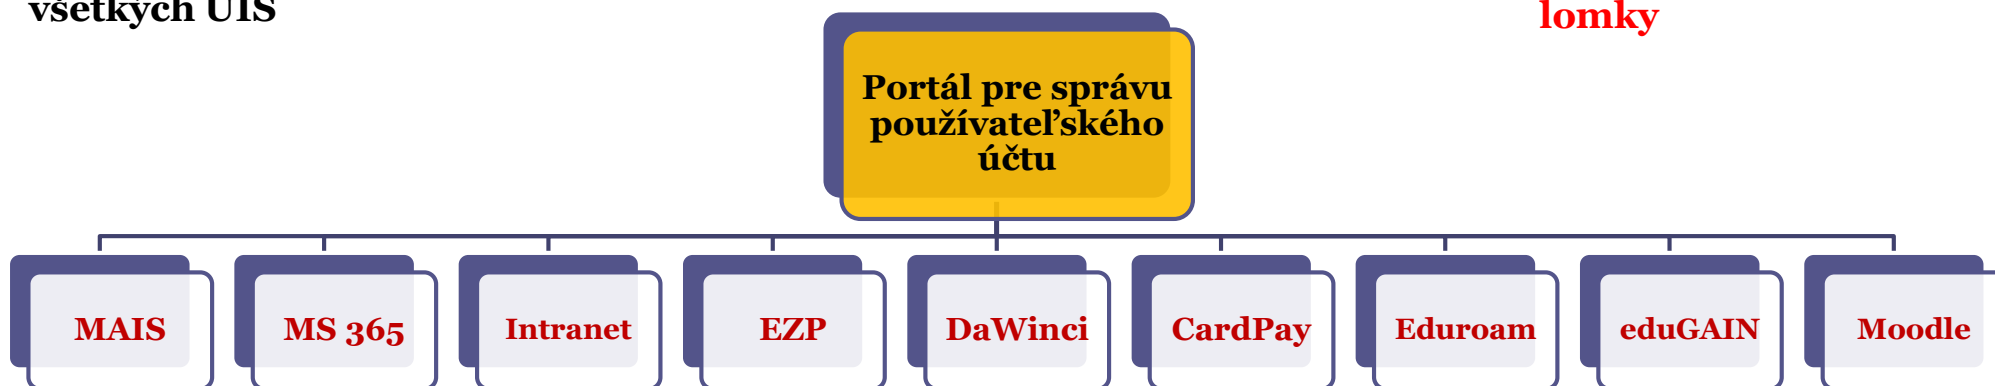 všetkých UIS
lomky
Portál pre správu
používateľského
účtu
MAIS
MS 365
Intranet
EZP
DaWinci
CardPay
Eduroam
eduGAIN
Moodle